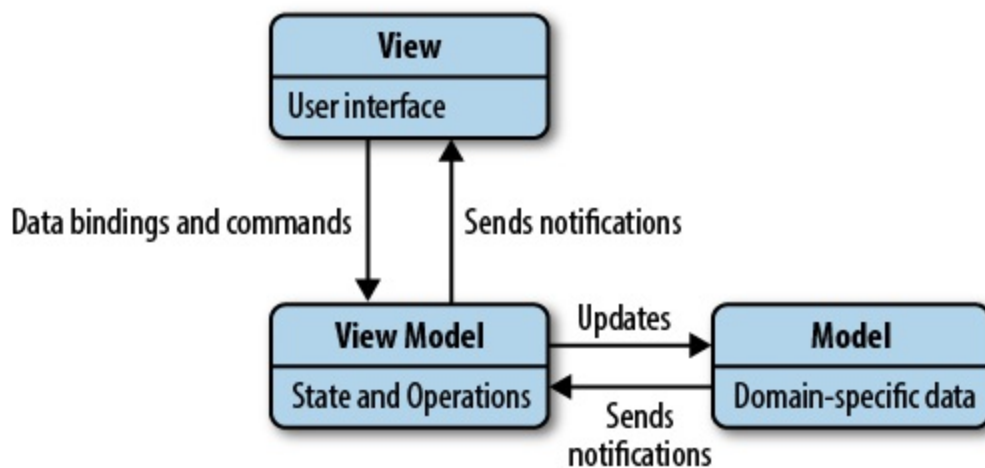 View
User interface
Data bindings and commands
Sends notifications
View Model
State and Operations
Updates
Sends
notifications
Model
Domain-specific data